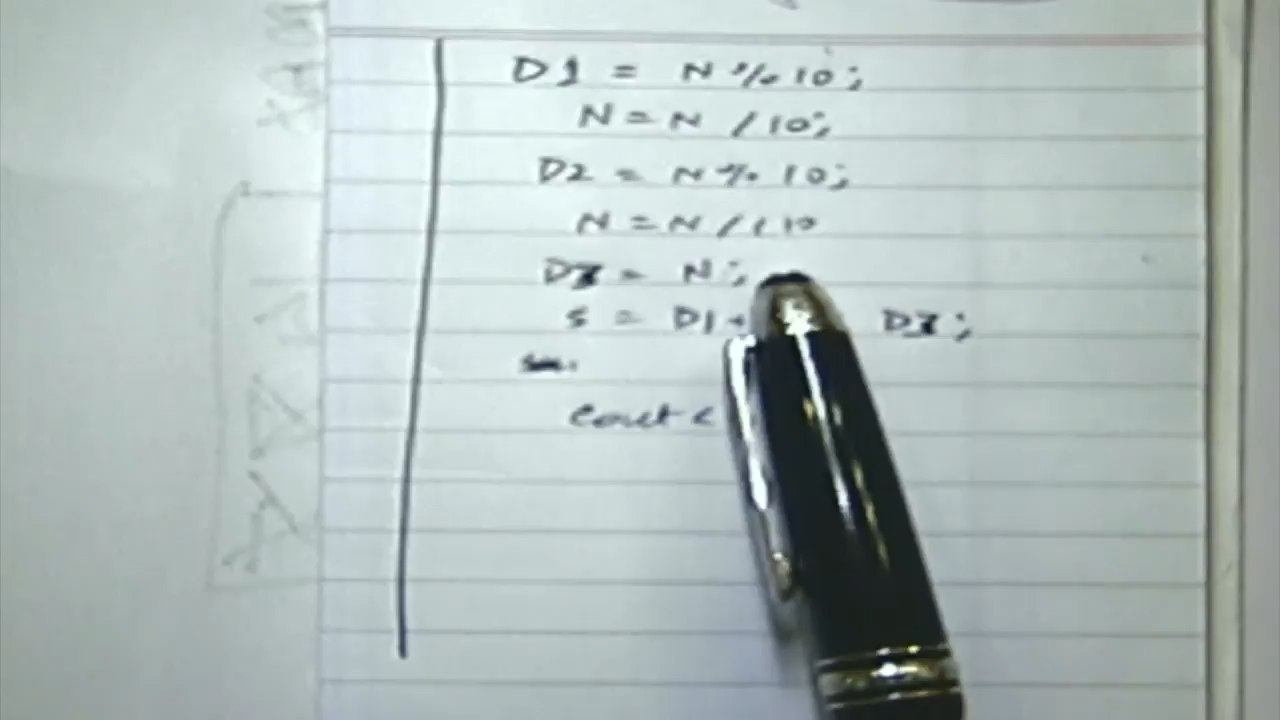 D1 = N % 10;
N = N / 10;
D2 = N % 10;
N = N / 10
D3 = N;
S = D1+ D3;
cout <